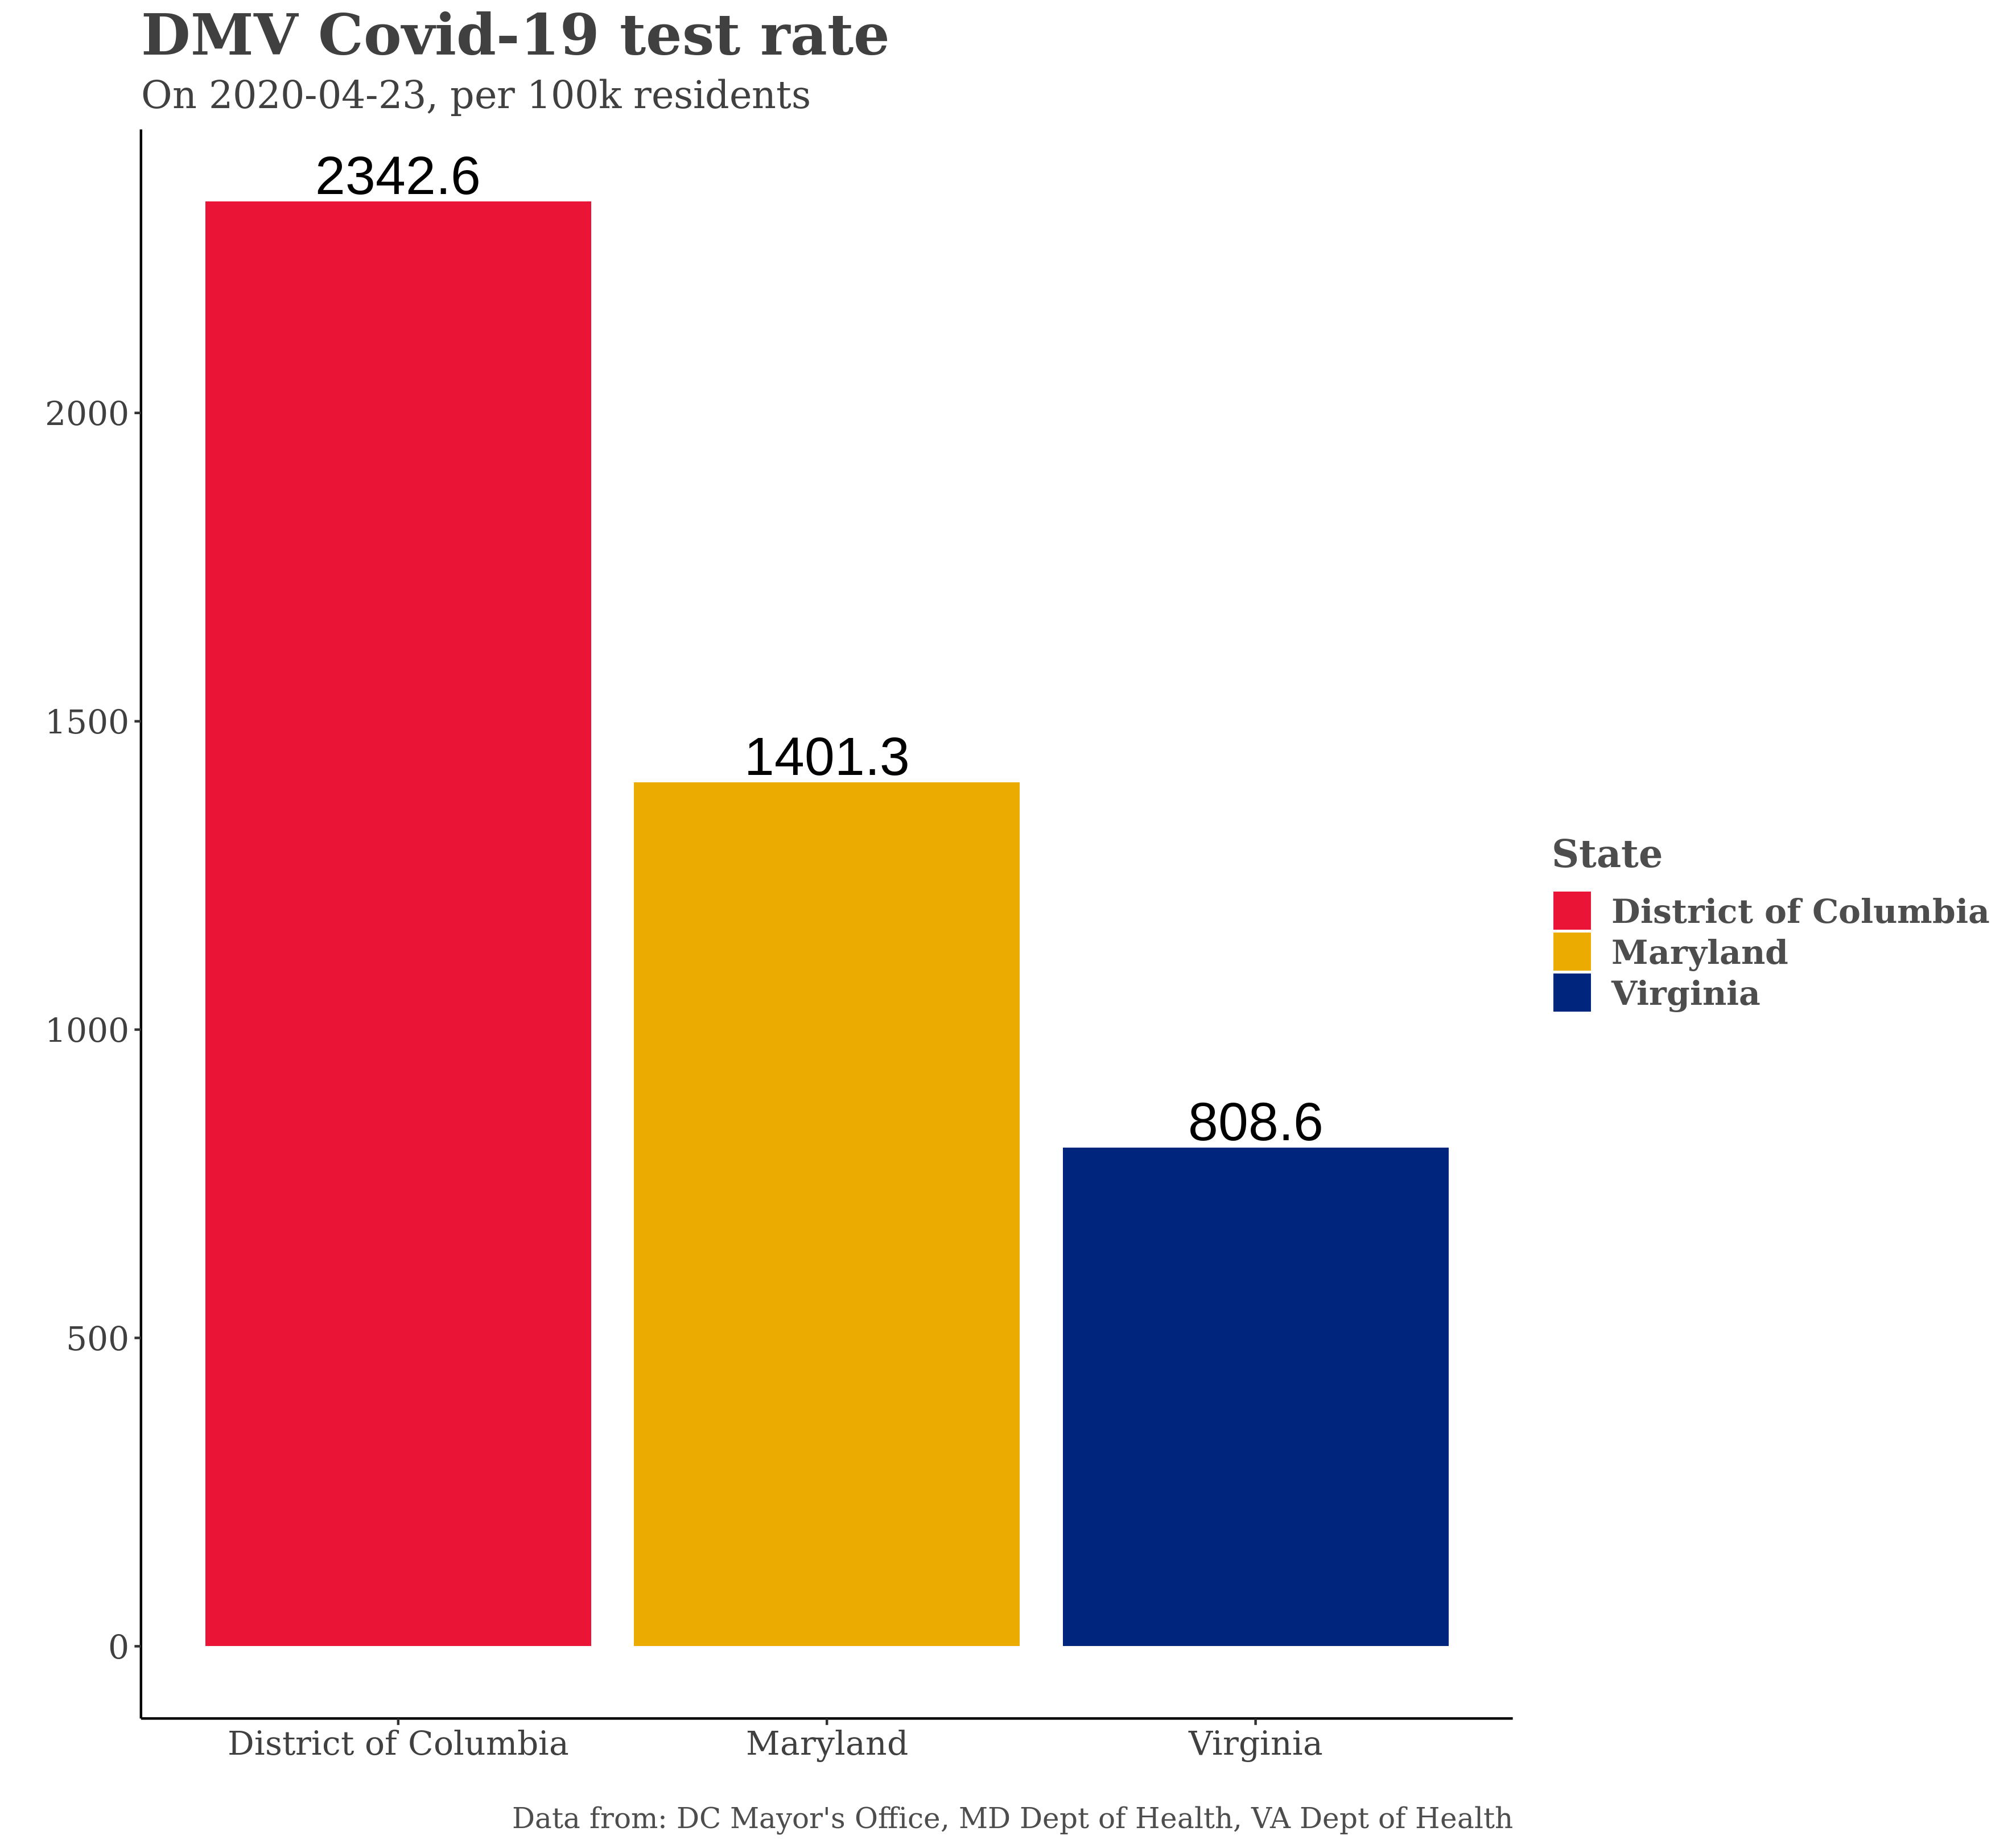 DMV Covid-19 test rate
On 2020-04-23, per 100k residents
2342.6
2000
1500
1401.3
State
District of Columbia
Maryland
Virginia
1000
808.6
500
0
District of Columbia
Maryland
Virginia
Data from: DC Mayor's Office, MD Dept of Health, VA Dept of Health